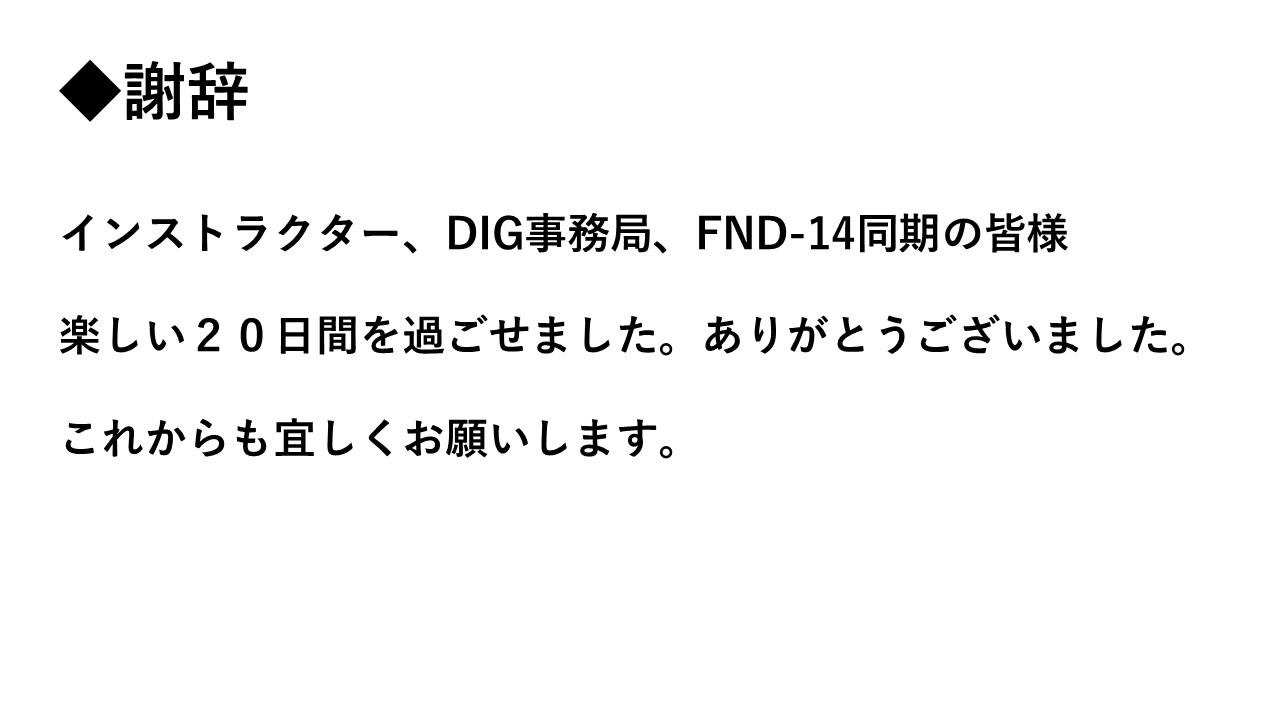 ◆謝辞
インストラクター、DIG事務局、FND-14同期の皆様
楽しい２０日間を過ごせました。ありがとうございました。
これからも宜しくお願いします。